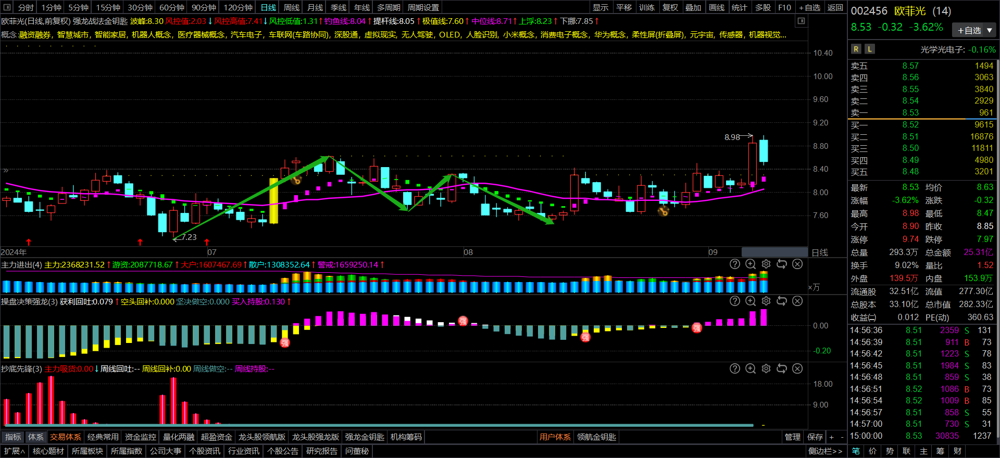 分时 1分钟 5分钟 15分钟 30分钟 60分钟 90分钟 120分钟 日线 周线 月线 季线 年线 多周期 周期设置 显示 平移 训练 复权 叠加 画线 统计 多股 F10 +自选 返回
欧菲光(日线,前复权) 强龙战法金钥匙 波峰:8.30 风控值:2.03↓ 风控高值:7.41↓ 风控低值:1.31↑ 钓鱼线:8.04↑ 提杆线:8.05↑ 极值线:7.60↑ 中位线:8.71↑ 上浮:8.23↑ 下挪:7.85↑
概念:融资融券, 智慧城市, 智能家居, 机器人概念, 医疗器械概念, 汽车电子, 车联网(车路协同), 深股通, 虚拟现实, 无人驾驶, OLED, 人脸识别, 小米概念, 消费电子概念, 华为概念, 柔性屏(折叠屏), 元宇宙, 传感器, 机器视觉...
10.40
10.00
9.60
9.20
8.98
8.80
8.40
8.00
7.60
7.23
2024年 07 08 09 日线
主力进出(4) 主力:2368231.52↑ 游资:2087718.67↑ 大户:1607467.69↑ 散户:1308352.64↑ 警戒:1659250.14↑
×万
操盘决策强龙(3) 获利回吐:0.079↑ 空头回补:0.000 坚决做空:0.000 买入持股:0.130↑
强 强 强 强
0.00
-0.20
抄底先锋(3) 主力吸货:0.00↓ 周线回吐:-- 周线回补:0.00 周线做空:-- 周线持股:--
18.00
9.00
指标 体系 交易体系 经典常用 资金监控 量化两融 超盈资金 龙头股领航版 龙头股强龙版 强龙金钥匙 机构筹码 用户体系 领航金钥匙 管理 保存 + -
扩展∧ 核心题材 所属板块 所属指数 公司大事 个股资讯 行业资讯 个股公告 研究报告 问董秘 侧边栏>>
002456 欧菲光 (14)
8.53 -0.32 -3.62% +自选 ▼
R L 光学光电子: -0.16%
卖五 8.57 1494
卖四 8.56 3063
卖三 8.55 3840
卖二 8.54 2929
卖一 8.53 961
买一 8.52 9615
买二 8.51 16876
买三 8.50 11811
买四 8.49 4980
买五 8.48 3201
最新 8.53 均价 8.63
涨幅 -3.62% 涨跌 -0.32
最高 8.98 最低 8.47
今开 8.90 昨收 8.85
涨停 9.74 跌停 7.97
总量 293.3万 总金额 25.31亿
换手 9.02% 量比 1.52
外盘 139.5万 内盘 153.9万
流通股 32.51亿 流值 277.30亿
总股本 33.10亿 总市值 282.33亿
收益㈡ 0.012 PE(动) 360.63
14:56:36 8.51 2359 S 131
14:56:39 8.51 911 B 73
14:56:42 8.51 1223 S 78
14:56:45 8.51 1984 S 83
14:56:48 8.51 859 S 38
14:56:51 8.52 1086 B 73
14:56:54 8.52 1009 B 85
14:56:57 8.51 858 S 55
14:57:00 8.51 730 S 31
15:00:00 8.53 30835 1237
笔 价 势 联 主 筹 财